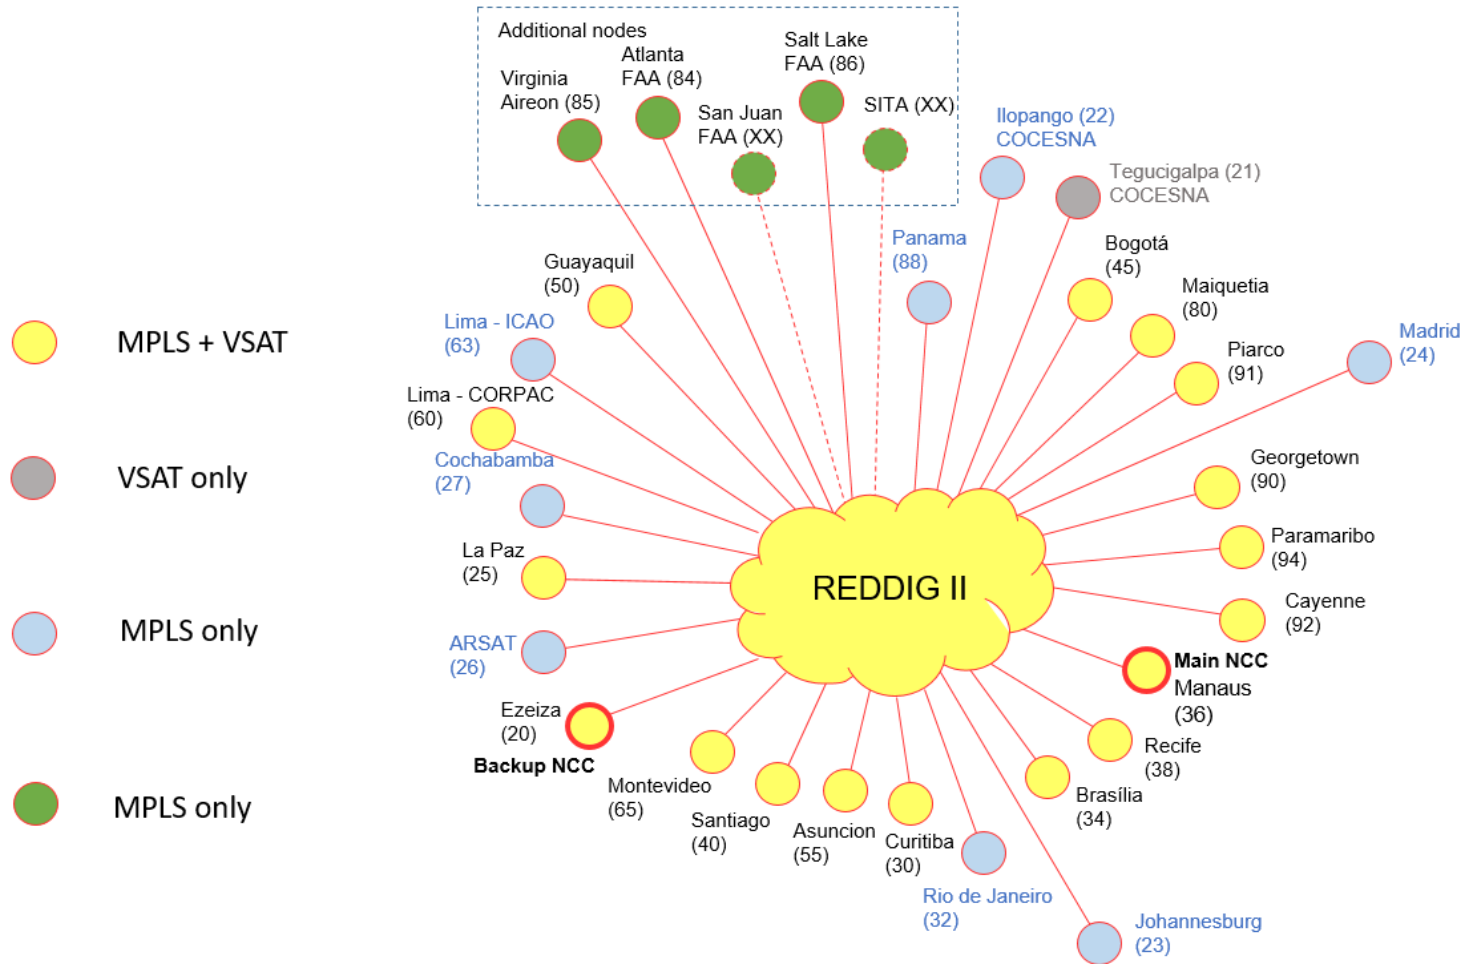 Additional nodes
Virginia
Aireon (85)
Atlanta
FAA (84)
San Juan
FAA (XX)
Salt Lake
FAA (86)
SITA (XX)
Ilopango (22)
COCESNA
Tegucigalpa (21)
COCESNA
Panama
(88)
Bogotá
(45)
Maiquetia
(80)
Piarco
(91)
Madrid
(24)
Guayaquil
(50)
Lima - ICAO
(63)
Lima - CORPAC
(60)
Cochabamba
(27)
La Paz
(25)
ARSAT
(26)
Ezeiza
(20)
Backup NCC
REDDIG II
Georgetown
(90)
Paramaribo
(94)
Cayenne
(92)
Main NCC
Manaus
(36)
Recife
(38)
Brasília
(34)
Montevideo
(65)
Santiago
(40)
Asuncion
(55)
Curitiba
(30)
Rio de Janeiro
(32)
Johannesburg
(23)
MPLS + VSAT
VSAT only
MPLS only
MPLS only